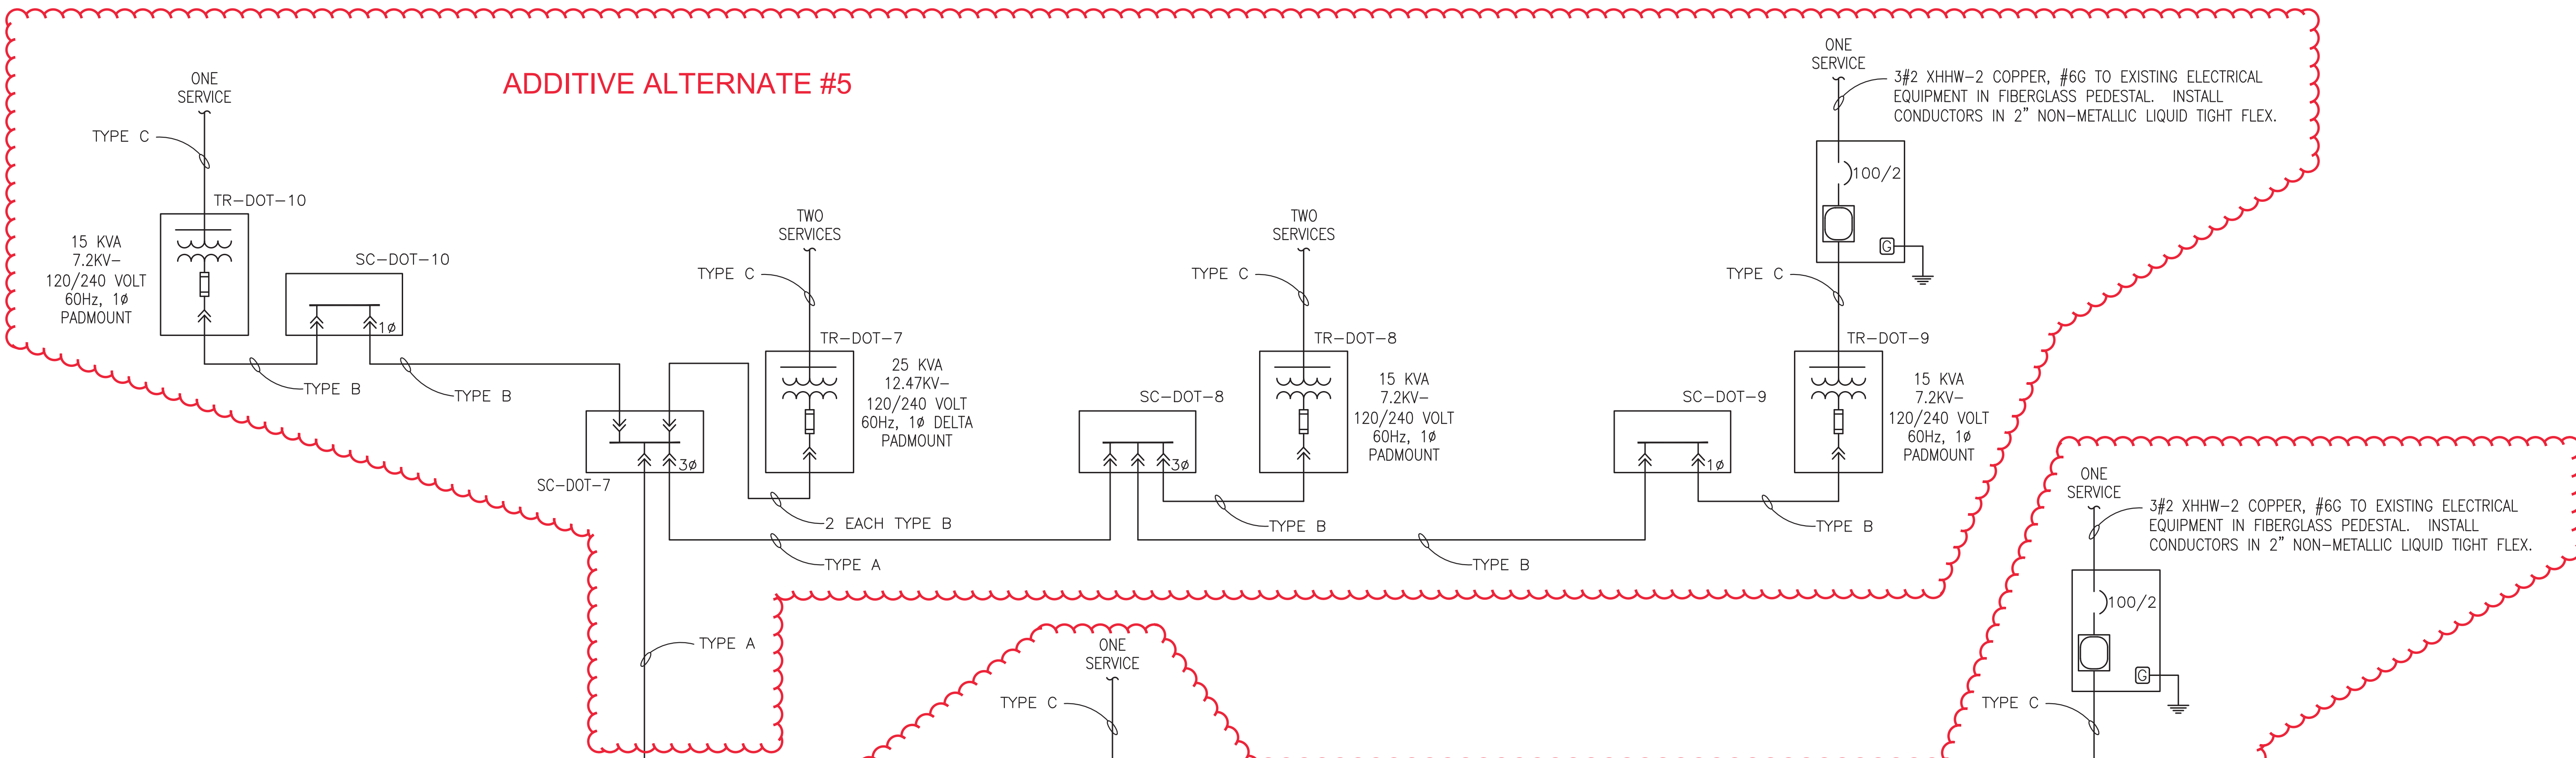 ADDITIVE ALTERNATE #5
ONE
SERVICE
TYPE C
TR-DOT-10
15 KVA
7.2KV-
120/240 VOLT
60Hz, 1ø
PADMOUNT
SC-DOT-10
1ø
TYPE B
TYPE B
TWO
SERVICES
TYPE C
TR-DOT-7
25 KVA
12.47KV-
120/240 VOLT
60Hz, 1ø DELTA
PADMOUNT
3ø
SC-DOT-7
2 EACH TYPE B
TYPE A
TYPE A
TWO
SERVICES
TYPE C
TR-DOT-8
15 KVA
7.2KV-
120/240 VOLT
60Hz, 1ø
PADMOUNT
SC-DOT-8
3ø
TYPE B
TYPE B
ONE
SERVICE
3#2 XHHW-2 COPPER, #6G TO EXISTING ELECTRICAL
EQUIPMENT IN FIBERGLASS PEDESTAL. INSTALL
CONDUCTORS IN 2" NON-METALLIC LIQUID TIGHT FLEX.
100/2
G
TYPE C
TR-DOT-9
15 KVA
7.2KV-
120/240 VOLT
60Hz, 1ø
PADMOUNT
SC-DOT-9
1ø
TYPE B
ONE
SERVICE
TYPE C
ONE
SERVICE
3#2 XHHW-2 COPPER, #6G TO EXISTING ELECTRICAL
EQUIPMENT IN FIBERGLASS PEDESTAL. INSTALL
CONDUCTORS IN 2" NON-METALLIC LIQUID TIGHT FLEX.
100/2
G
TYPE C